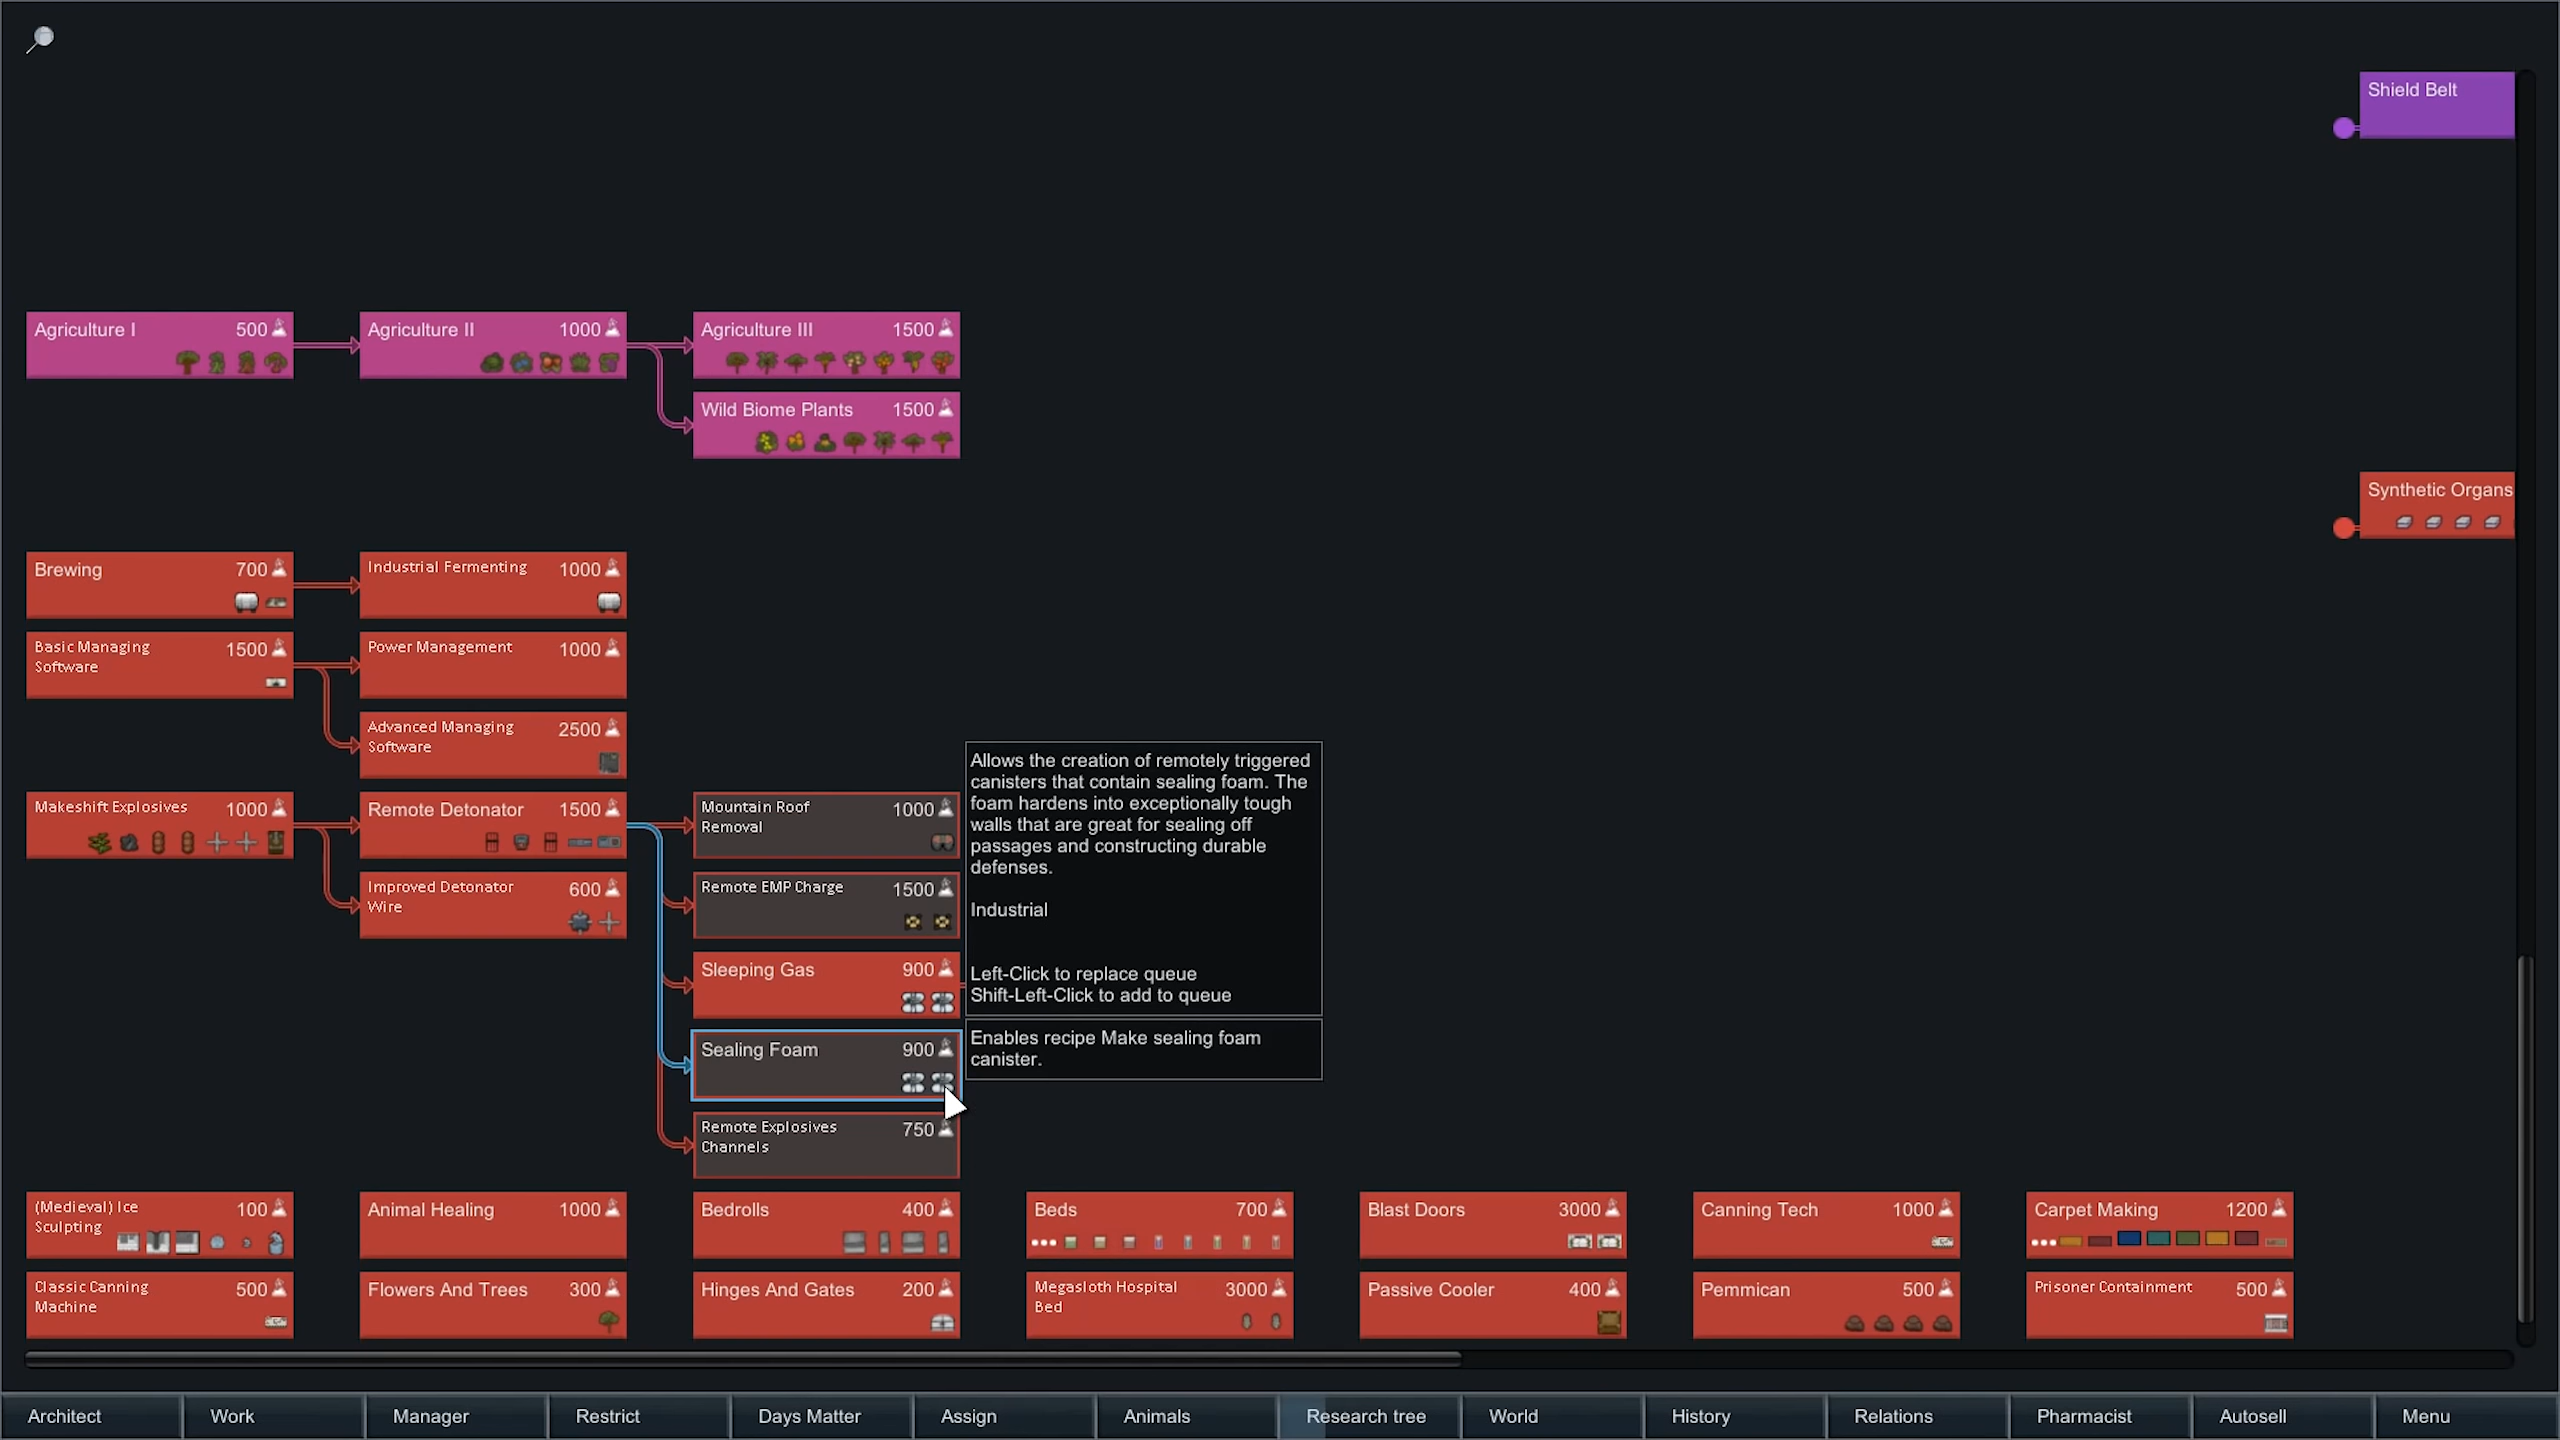 Shield Belt
Agriculture I 500
Agriculture II 1000
Agriculture III 1500
Wild Biome Plants 1500
Synthetic Organs
Brewing 700
Industrial Fermenting 1000
Basic Managing
Software
1500
Power Management 1000
Advanced Managing
Software
2500
Makeshift Explosives 1000
Remote Detonator 1500
Improved Detonator
Wire
600
Mountain Roof
Removal
1000
Remote EMP Charge 1500
Sleeping Gas 900
Sealing Foam 900
Remote Explosives
Channels
750
Allows the creation of remotely triggered
canisters that contain sealing foam. The
foam hardens into exceptionally tough
walls that are great for sealing off
passages and constructing durable
defenses.
Industrial
Left-Click to replace queue
Shift-Left-Click to add to queue
Enables recipe Make sealing foam
canister.
(Medieval) Ice
Sculpting
100
Animal Healing 1000
Bedrolls 400
Beds 700
Blast Doors 3000
Canning Tech 1000
Carpet Making 1200
Classic Canning
Machine
500
Flowers And Trees 300
Hinges And Gates 200
Megasloth Hospital
Bed
3000
Passive Cooler 400
Pemmican 500
Prisoner Containment 500
Architect
Work
Manager
Restrict
Days Matter
Assign
Animals
Research tree
World
History
Relations
Pharmacist
Autosell
Menu